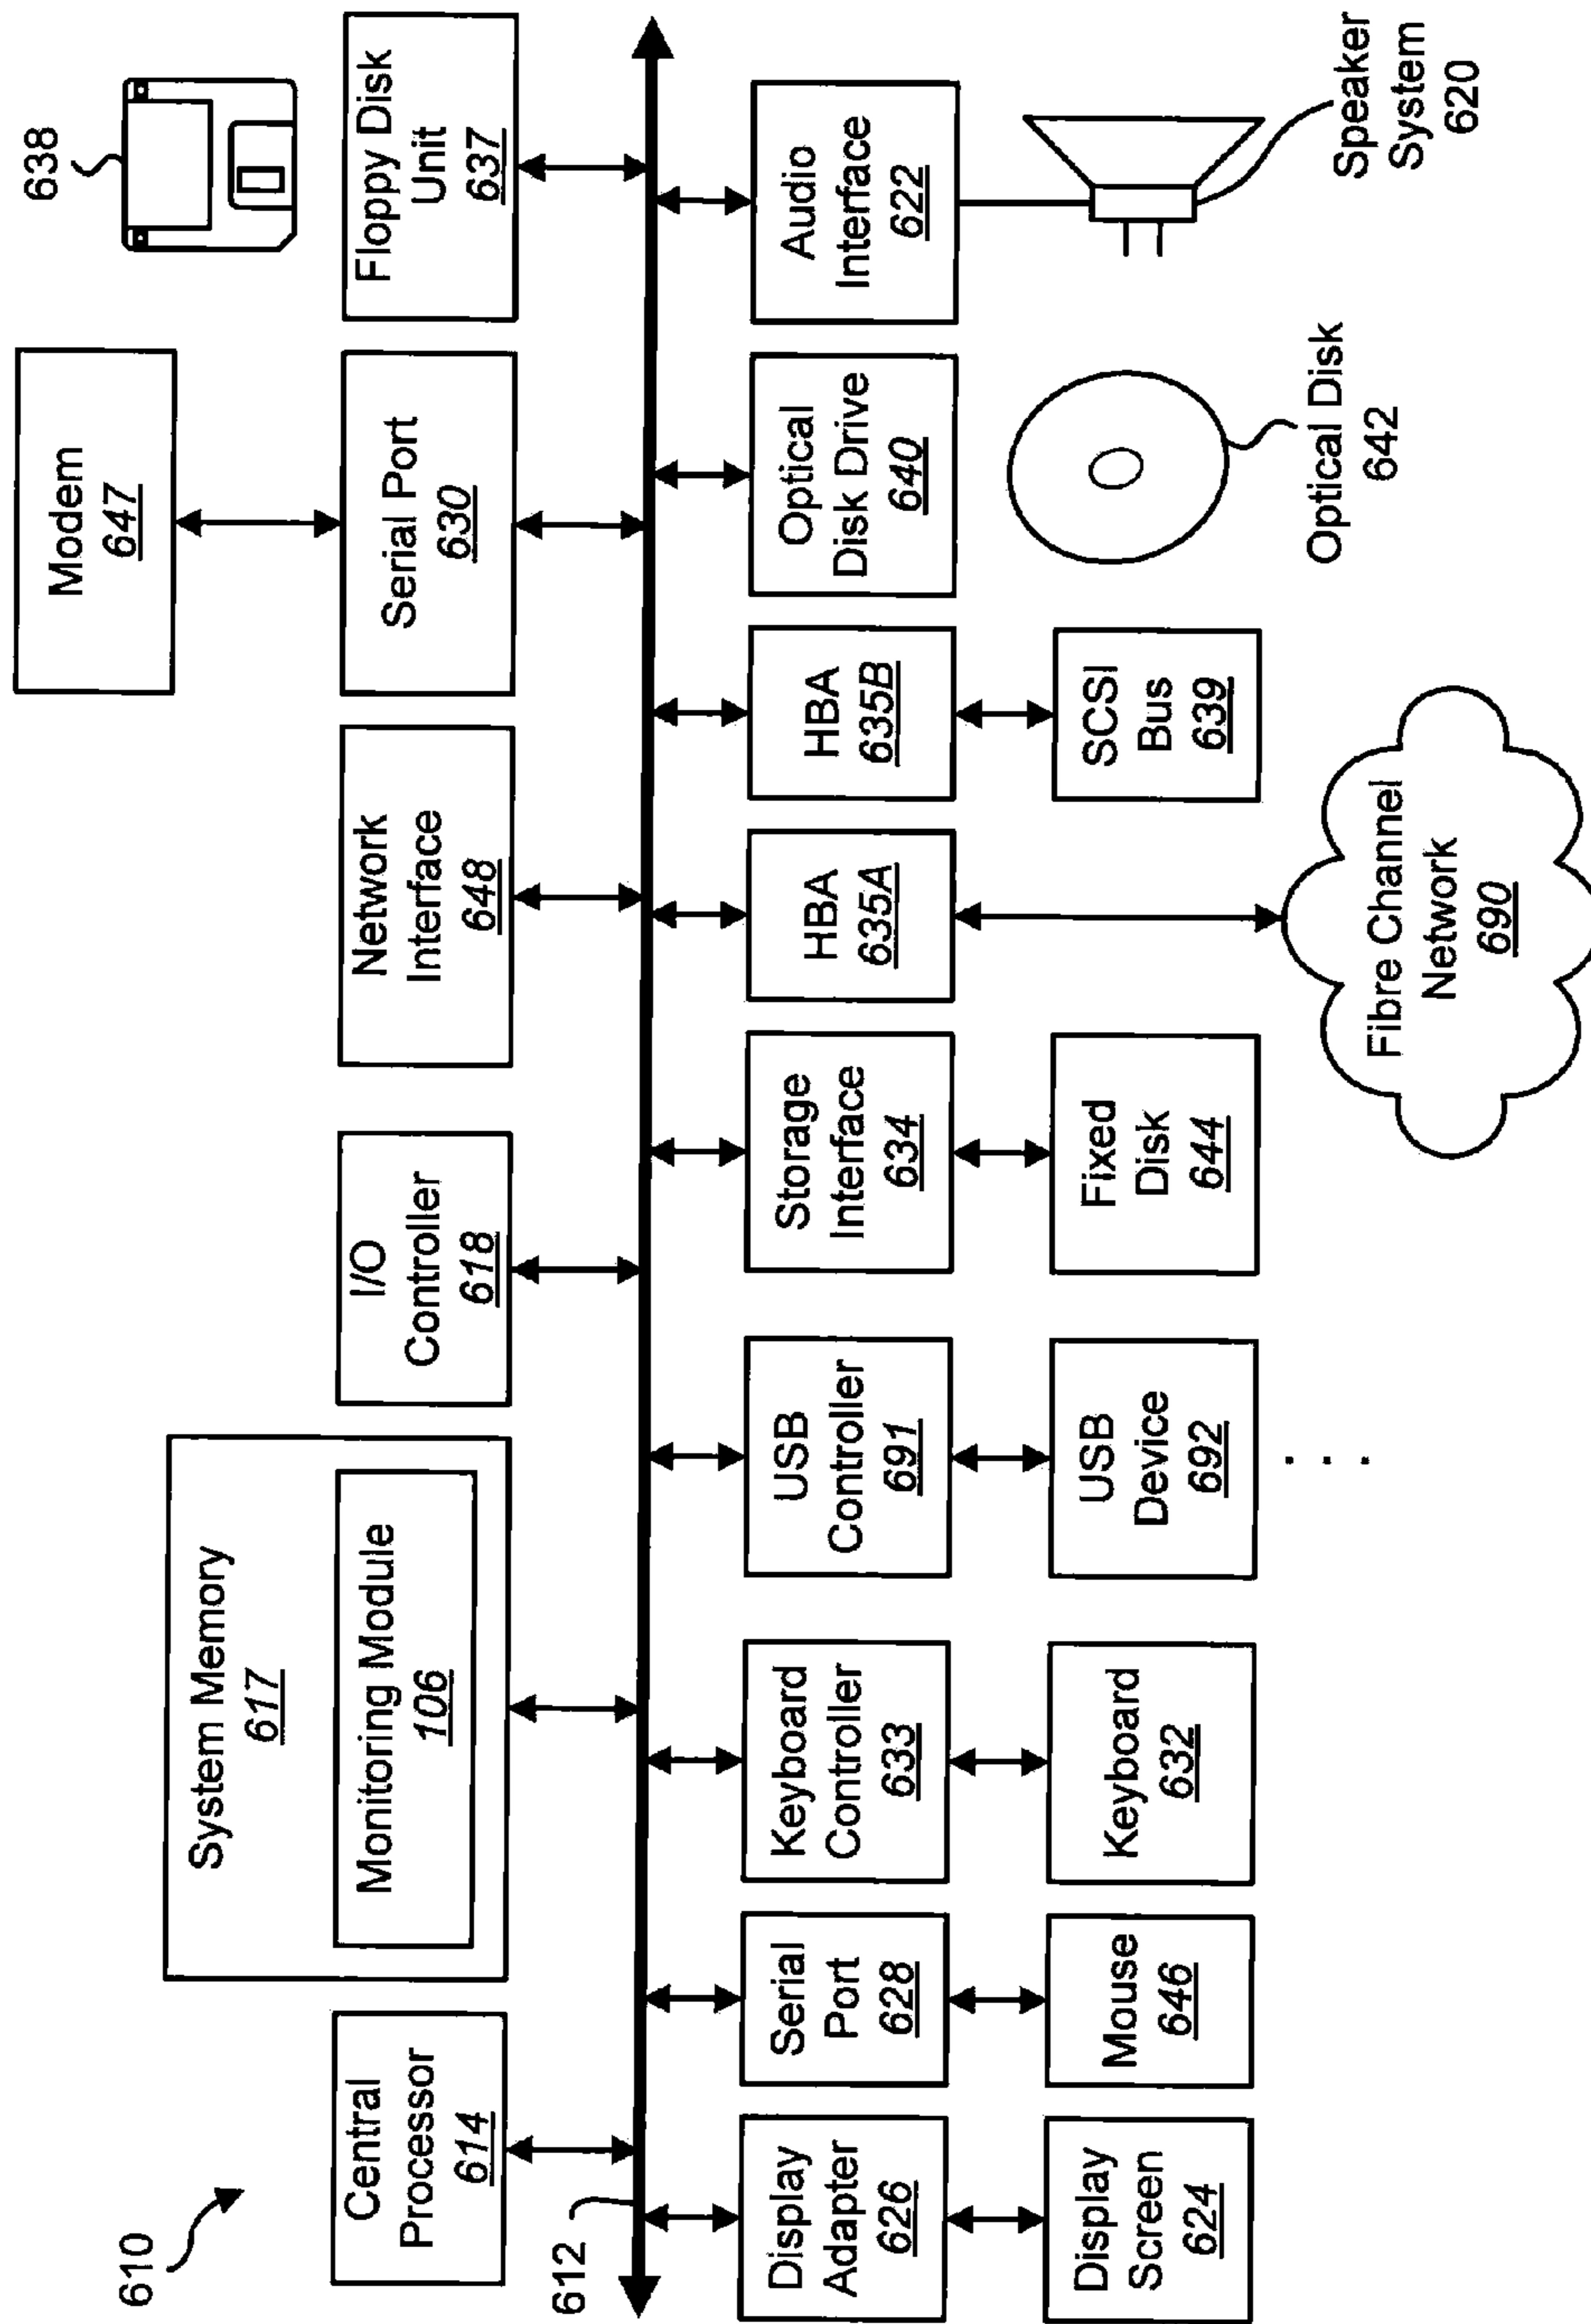 610
612
Central
Processor
614
System Memory
617
Monitoring Module
106
I/O
Controller
618
Network
Interface
648
Modem
647
Serial Port
630
638
Floppy Disk
Unit
637
Display
Adapter
626
Display
Screen
624
Serial
Port
628
Mouse
646
Keyboard
Controller
633
Keyboard
632
USB
Controller
691
USB
Device
692
. . .
Storage
Interface
634
Fixed
Disk
644
HBA
635A
Fibre Channel
Network
690
HBA
635B
SCSI
Bus
639
Optical
Disk Drive
640
Optical Disk
642
Audio
Interface
622
Speaker
System
620